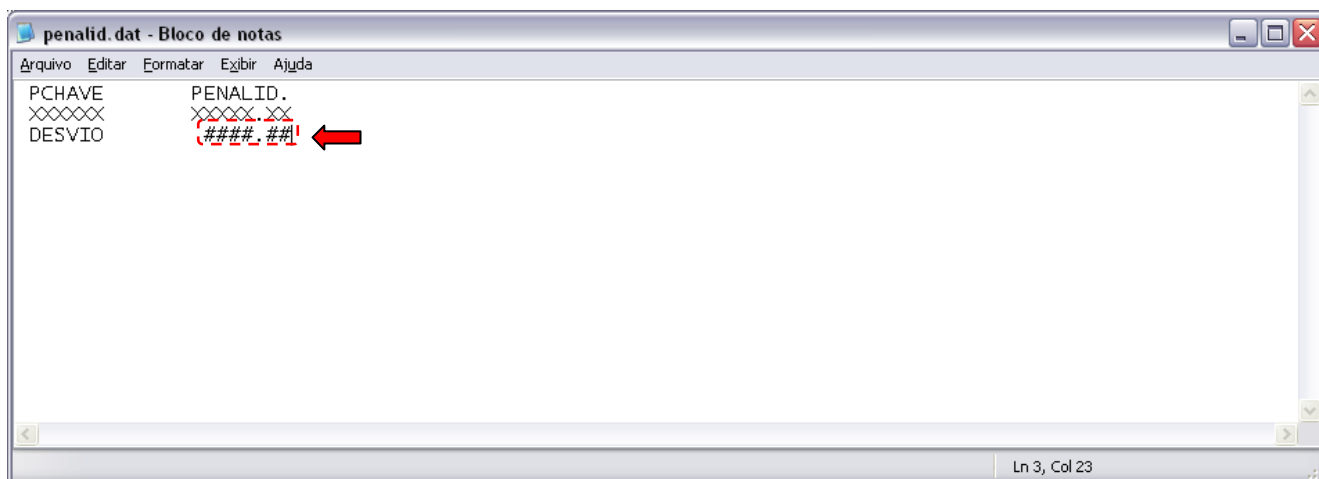 penalid.dat - Bloco de notas
Arquivo Editar Formatar Exibir Ajuda
PCHAVE PENALID.
XXXXXX XXXXX.XX
DESVIO ####.##
Ln 3, Col 23